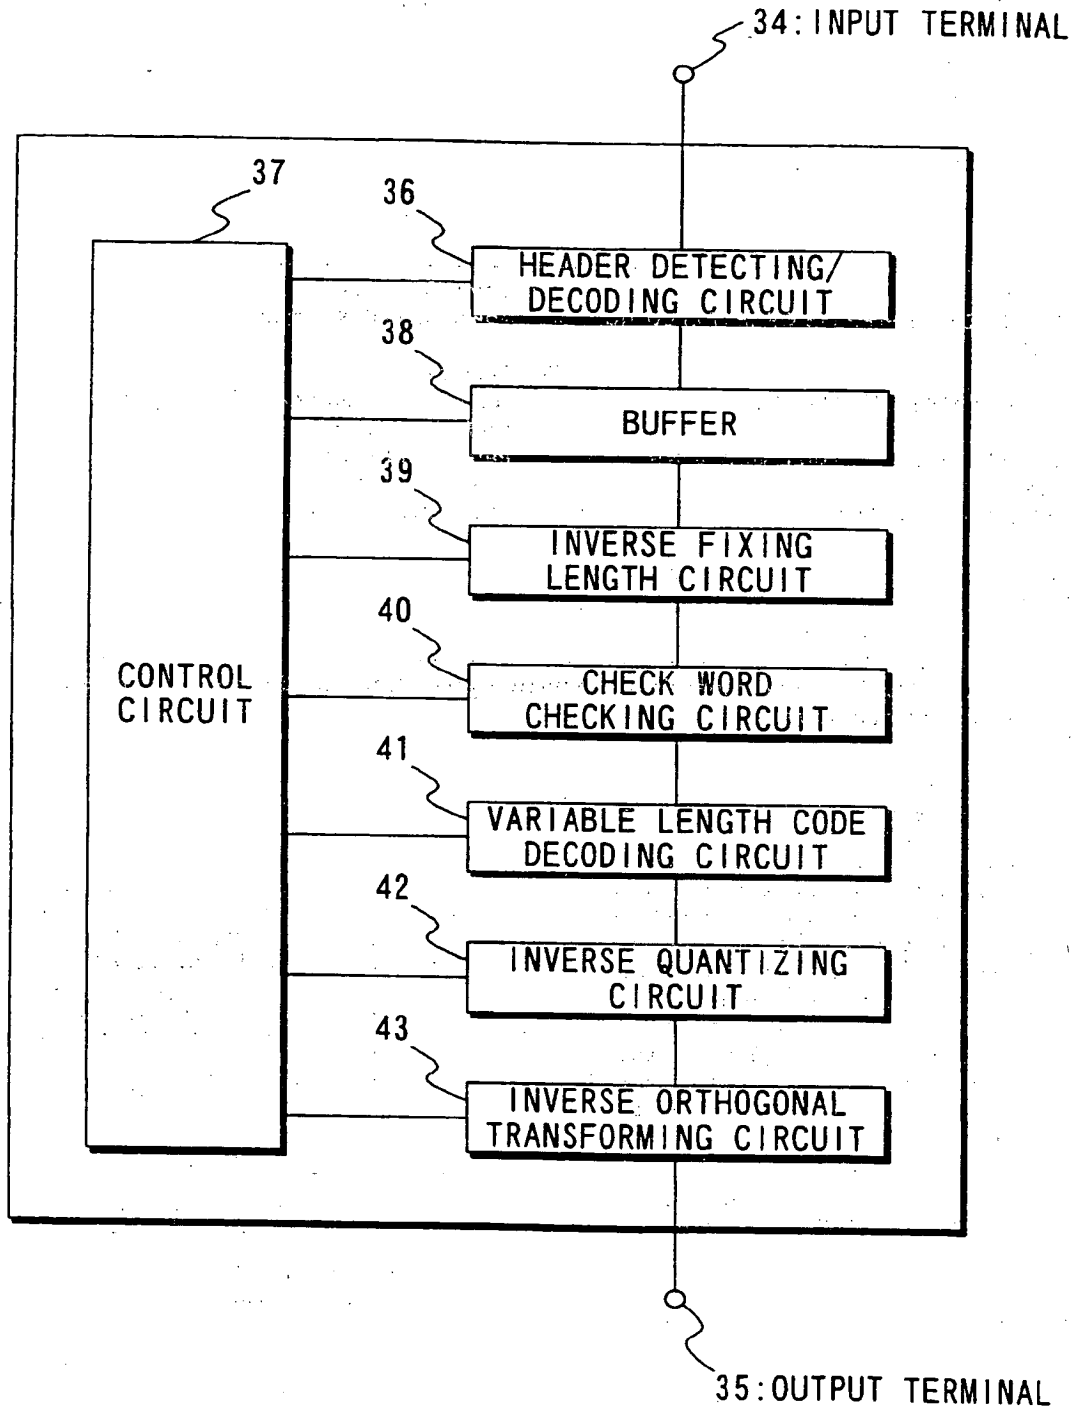 34:INPUT TERMINAL
37
36
HEADER DETECTING/
DECODING CIRCUIT
38
BUFFER
39
INVERSE FIXING
LENGTH CIRCUIT
40
CONTROL
CIRCUIT
CHECK WORD
CHECKING CIRCUIT
41
VARIABLE LENGTH CODE
DECODING CIRCUIT
42
INVERSE QUANTIZING
CIRCUIT
43
INVERSE ORTHOGONAL
TRANSFORMING CIRCUIT
35:OUTPUT TERMINAL